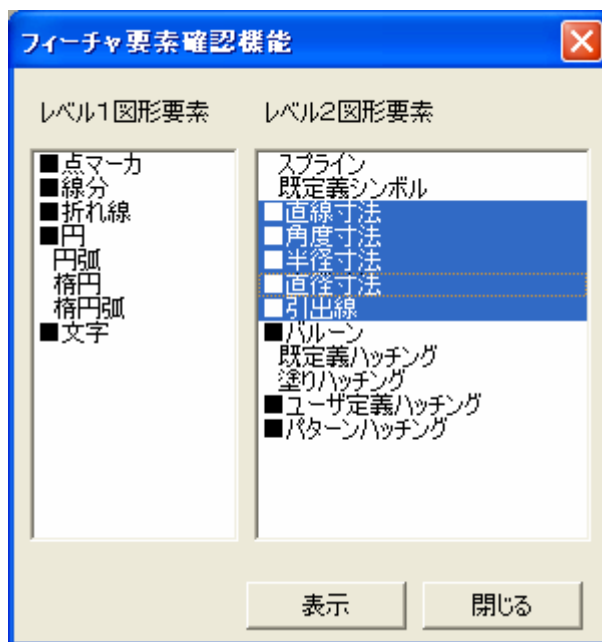 フィーチャ要素確認機能
レベル1図形要素
■点マーカ
■線分
■折れ線
■円
円弧
楕円
楕円弧
■文字
レベル2図形要素
スプライン
既定義シンボル
■直線寸法
■角度寸法
■半径寸法
■直径寸法
■引出線
■バルーン
既定義ハッチング
塗りハッチング
■ユーザ定義ハッチング
■パターンハッチング
表示
閉じる